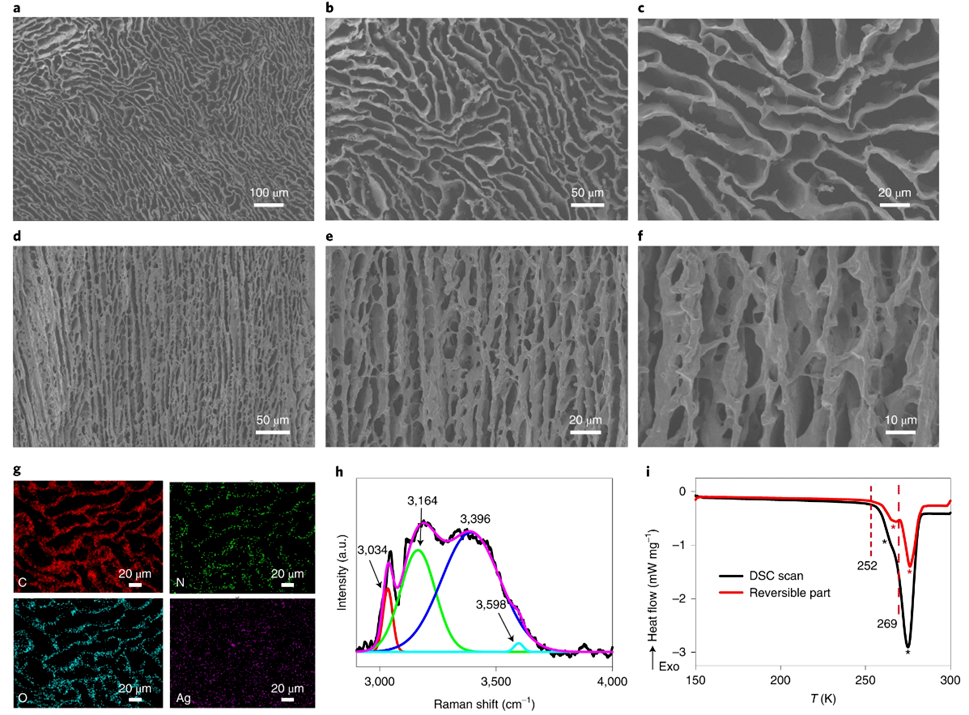 a
b
c
100 μm
50 μm
20 μm
d
e
f
50 μm
20 μm
10 μm
g
C
20 μm
N
20 μm
O
20 μm
Ag
20 μm
h
3,034
3,164
3,396
3,598
Intensity (a.u.)
3,000
3,500
4,000
Raman shift (cm⁻¹)
i
0
–1
–2
–3
Heat flow (mW mg⁻¹)
Exo
252
269
DSC scan
Reversible part
* * * *
150
200
250
300
T (K)